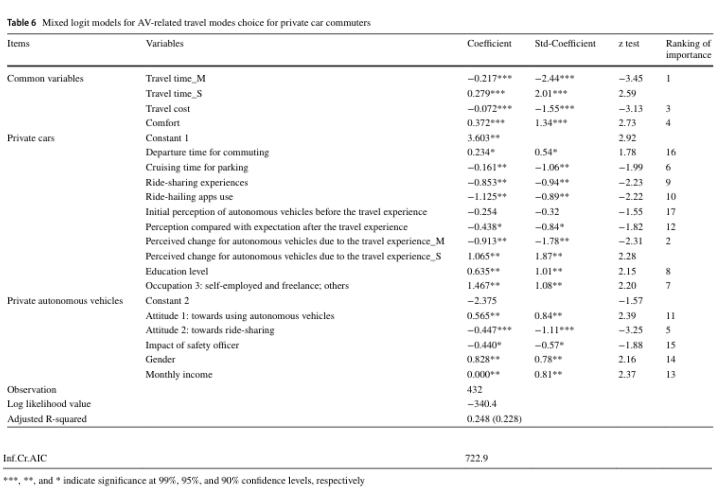 Table 6 Mixed logit models for AV-related travel modes choice for private car commuters
Items Variables Coefficient Std-Coefficient z test Ranking of importance
Common variables Travel time_M −0.217*** −2.44*** −3.45 1
Travel time_S 0.279*** 2.01*** 2.59
Travel cost −0.072*** −1.55*** −3.13 3
Comfort 0.372*** 1.34*** 2.73 4
Private cars Constant 1 3.603** 2.92
Departure time for commuting 0.234* 0.54* 1.78 16
Cruising time for parking −0.161** −1.06** −1.99 6
Ride-sharing experiences −0.853** −0.94** −2.23 9
Ride-hailing apps use −1.125** −0.89** −2.22 10
Initial perception of autonomous vehicles before the travel experience −0.254 −0.32 −1.55 17
Perception compared with expectation after the travel experience −0.438* −0.84* −1.82 12
Perceived change for autonomous vehicles due to the travel experience_M −0.913** −1.78** −2.31 2
Perceived change for autonomous vehicles due to the travel experience_S 1.065** 1.87** 2.28
Education level 0.635** 1.01** 2.15 8
Occupation 3: self-employed and freelance; others 1.467** 1.08** 2.20 7
Private autonomous vehicles Constant 2 −2.375 −1.57
Attitude 1: towards using autonomous vehicles 0.565** 0.84** 2.39 11
Attitude 2: towards ride-sharing −0.447*** −1.11*** −3.25 5
Impact of safety officer −0.440* −0.57* −1.88 15
Gender 0.828** 0.78** 2.16 14
Monthly income 0.000** 0.81** 2.37 13
Observation 432
Log likelihood value −340.4
Adjusted R-squared 0.248 (0.228)
Inf.Cr.AIC 722.9
***, **, and * indicate significance at 99%, 95%, and 90% confidence levels, respectively